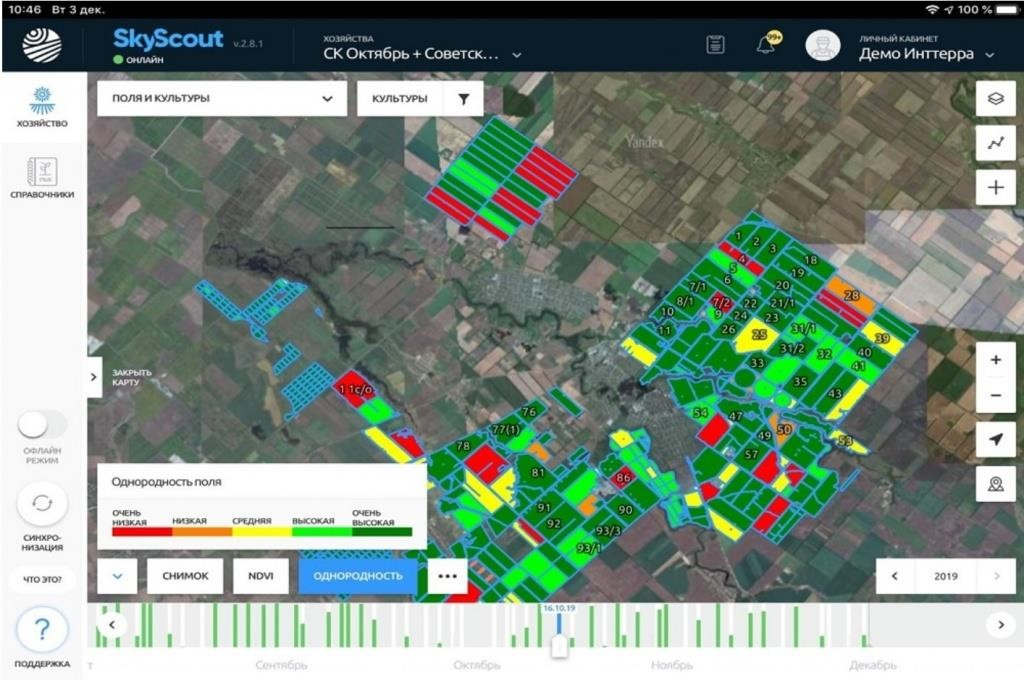 10:46 Вт 3 дек.
100 %
SkyScout v.2.8.1
ОНЛАЙН
ХОЗЯЙСТВА
СК Октябрь + Советск...
99+
ЛИЧНЫЙ КАБИНЕТ
Демо Инттерра
ХОЗЯЙСТВО
СПРАВОЧНИКИ
ПОЛЯ И КУЛЬТУРЫ
КУЛЬТУРЫ
Yandex
1
2
3
4
18
5
19
6
20
7/1
28
8/1
7/2
22
21/1
10
9
24
23
11
26
25
31/1
39
31/2
32
40
33
41
35
43
ЗАКРЫТЬ
КАРТУ
1 1с/о
76
54
47
77(1)
49
50
53
78
57
81
86
91
90
92
93/3
93/1
ОФЛАЙН
РЕЖИМ
СИНХРО-
НИЗАЦИЯ
ЧТО ЭТО?
?
ПОДДЕРЖКА
Однородность поля
ОЧЕНЬ
НИЗКАЯ
НИЗКАЯ
СРЕДНЯЯ
ВЫСОКАЯ
ОЧЕНЬ
ВЫСОКАЯ
СНИМОК
NDVI
ОДНОРОДНОСТЬ
2019
16.10.19
т
Сентябрь
Октябрь
Ноябрь
Декабрь